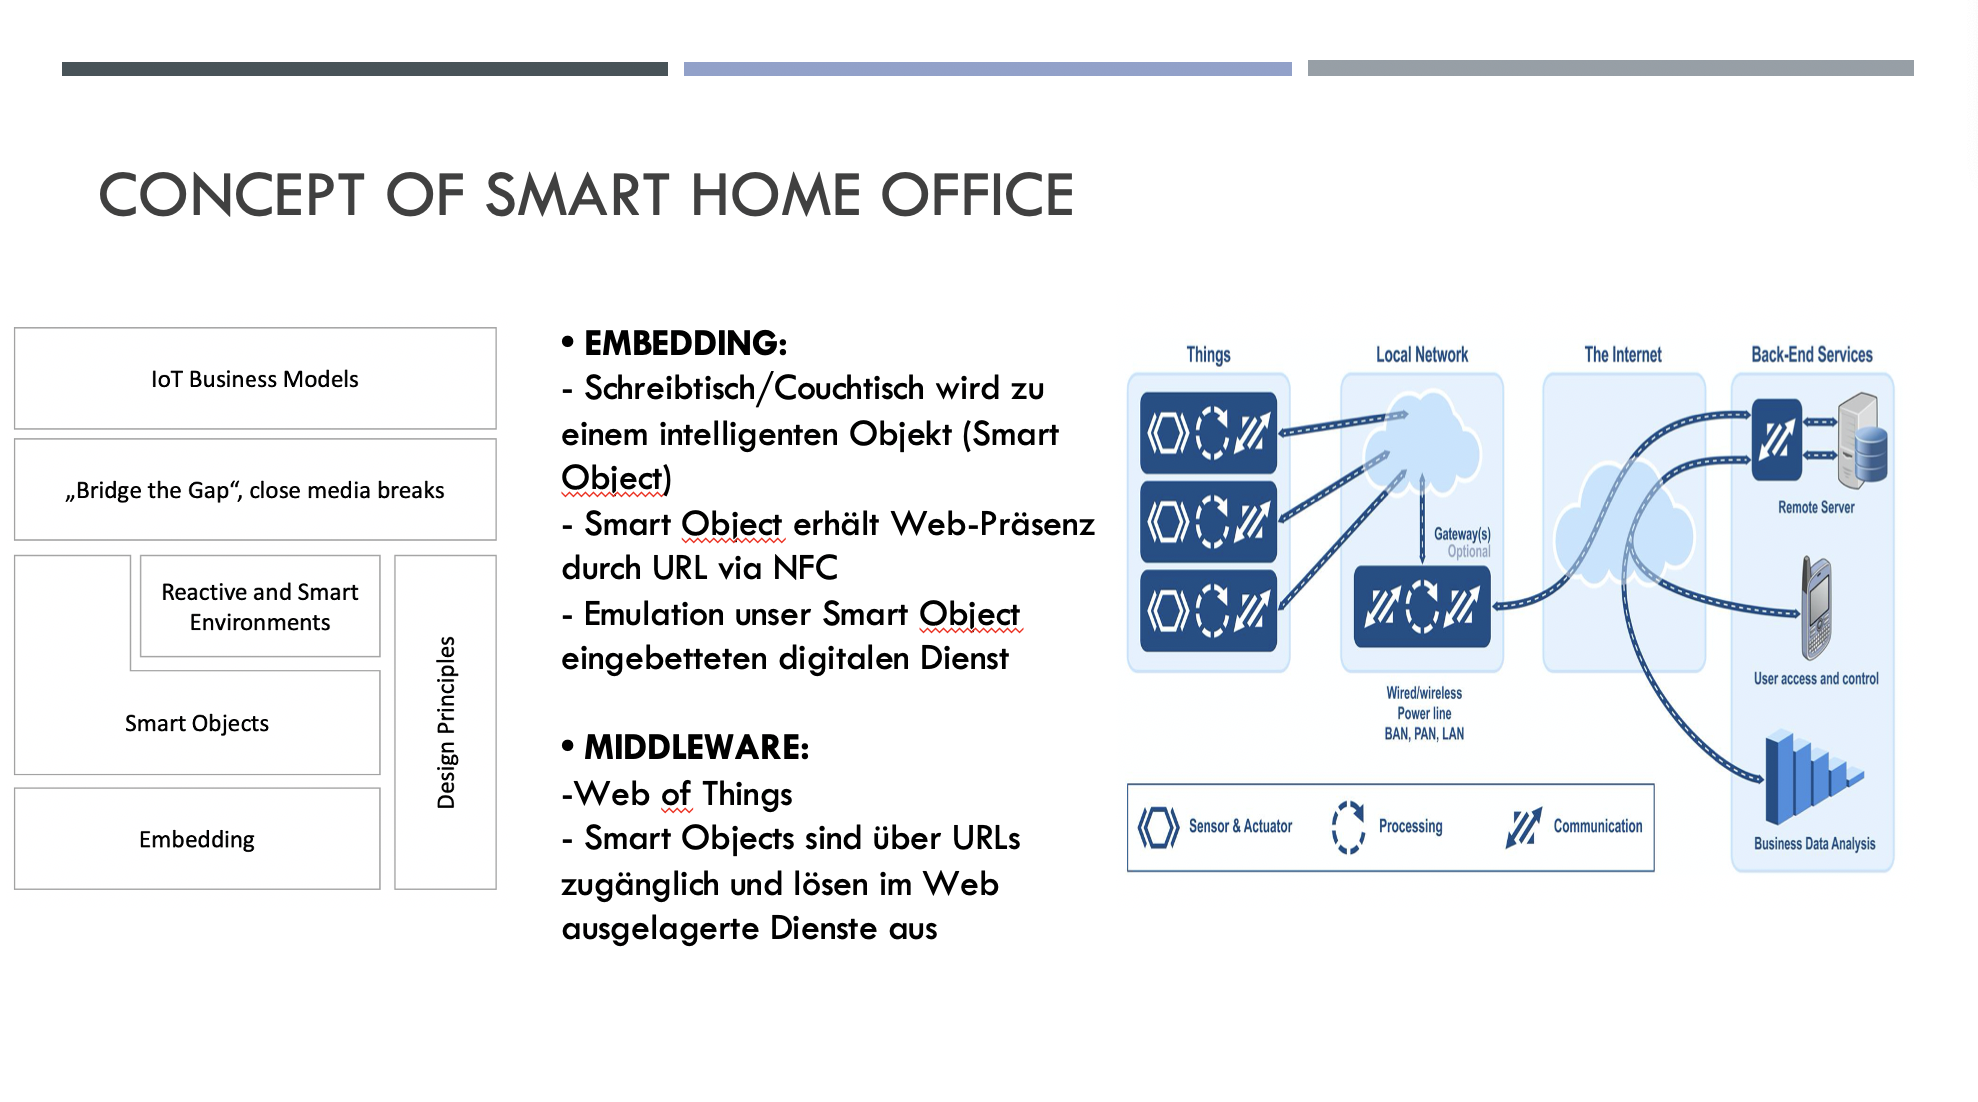 CONCEPT OF SMART HOME OFFICE
IoT Business Models
„Bridge the Gap“, close media breaks
Reactive and Smart
Environments
Smart Objects
Design Principles
Embedding
• EMBEDDING:
- Schreibtisch/Couchtisch wird zu
einem intelligenten Objekt (Smart
Object)
- Smart Object erhält Web-Präsenz
durch URL via NFC
- Emulation unser Smart Object
eingebetteten digitalen Dienst
• MIDDLEWARE:
-Web of Things
- Smart Objects sind über URLs
zugänglich und lösen im Web
ausgelagerte Dienste aus
Things
Local Network
The Internet
Back-End Services
Gateway(s)
Optional
Wired/wireless
Power line
BAN, PAN, LAN
Remote Server
User access and control
Business Data Analysis
Sensor & Actuator
Processing
Communication